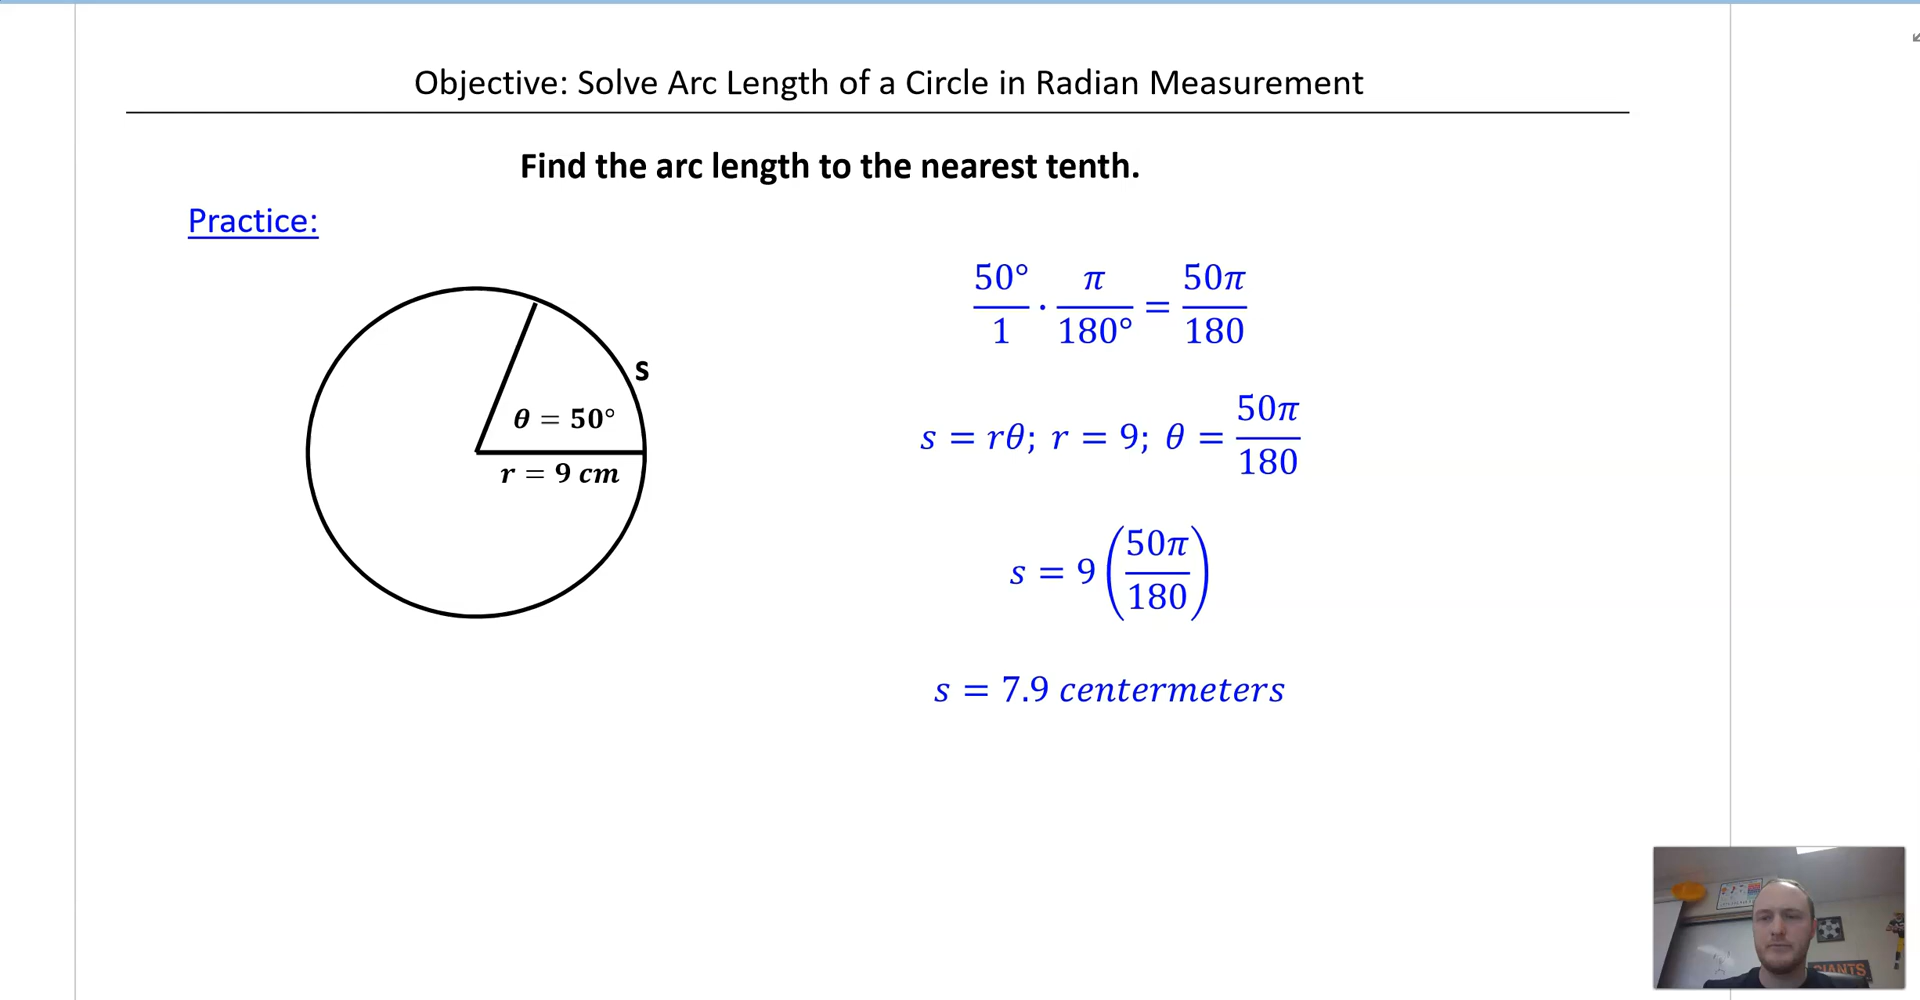 Objective: Solve Arc Length of a Circle in Radian Measurement
Find the arc length to the nearest tenth.
Practice:
50°/1 · π/180° = 50π/180
s
θ = 50°
r = 9 cm
s = rθ; r = 9; θ = 50π/180
s = 9(50π/180)
s = 7.9 centermeters
GIANTS